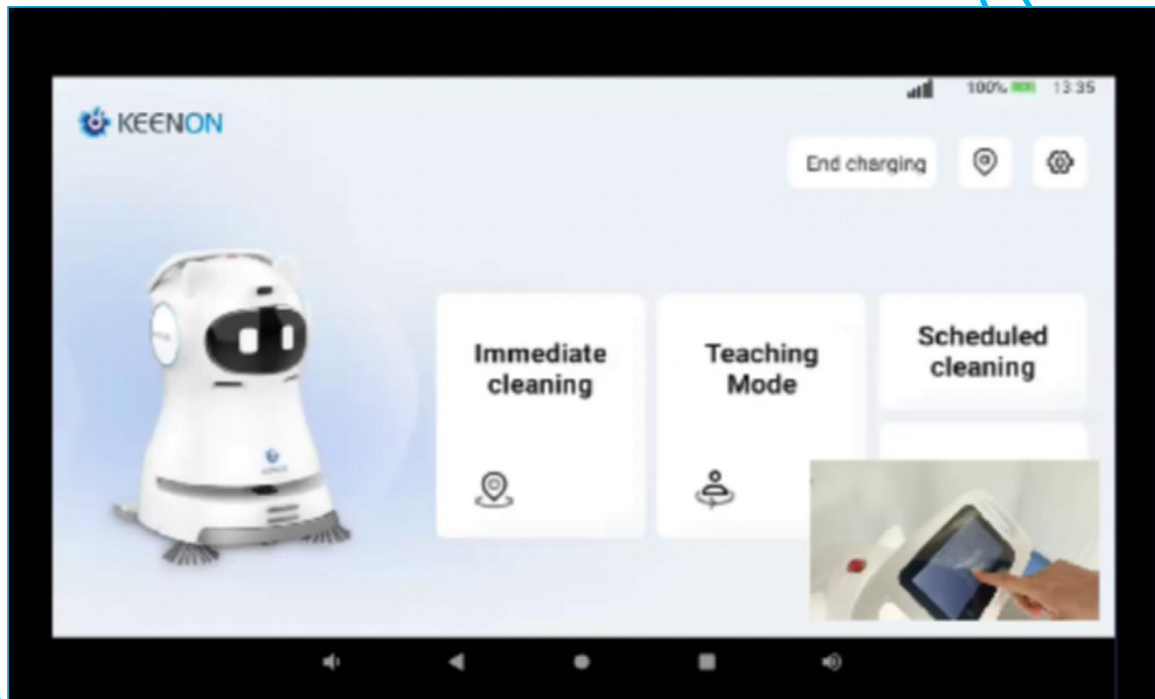 100% 13:35
KEENON
End charging
Immediate
cleaning
Teaching
Mode
Scheduled
cleaning